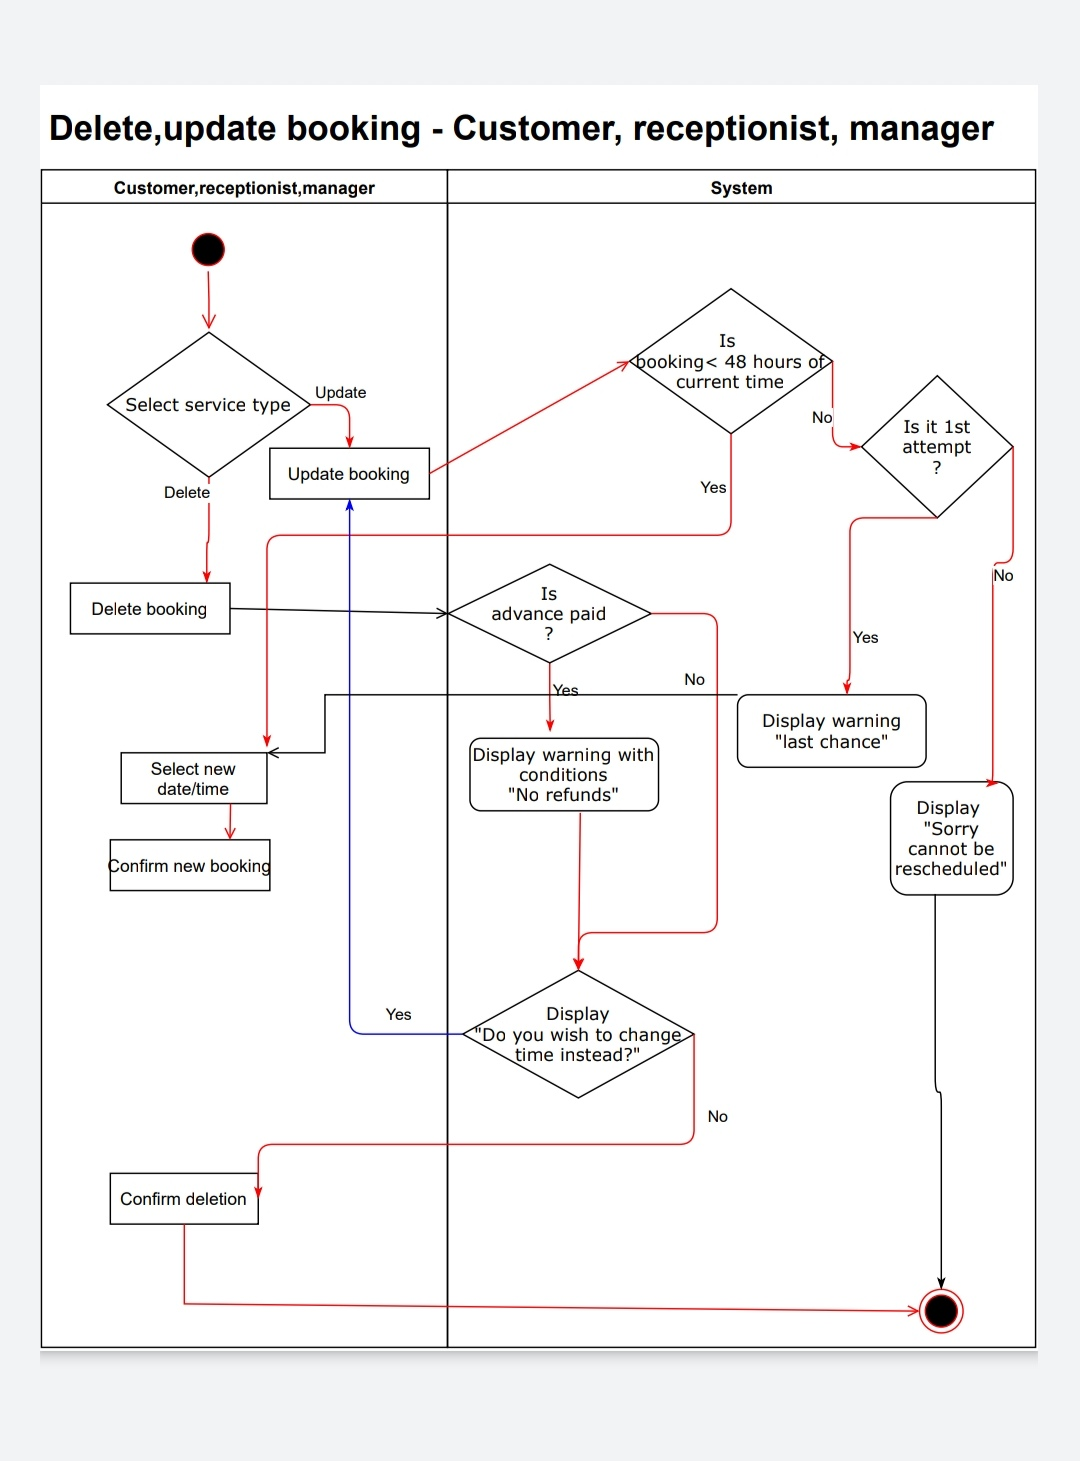 Delete,update booking - Customer, receptionist, manager
Customer,receptionist,manager
System
Select service type
Update
Delete
Update booking
Is
booking< 48 hours of
current time
No
Yes
Is it 1st
attempt
?
No
Yes
Delete booking
Is
advance paid
?
Yes
No
Display warning
"last chance"
Display warning with
conditions
"No refunds"
Select new
date/time
Confirm new booking
Display
"Sorry
cannot be
rescheduled"
Display
"Do you wish to change
time instead?"
Yes
No
Confirm deletion